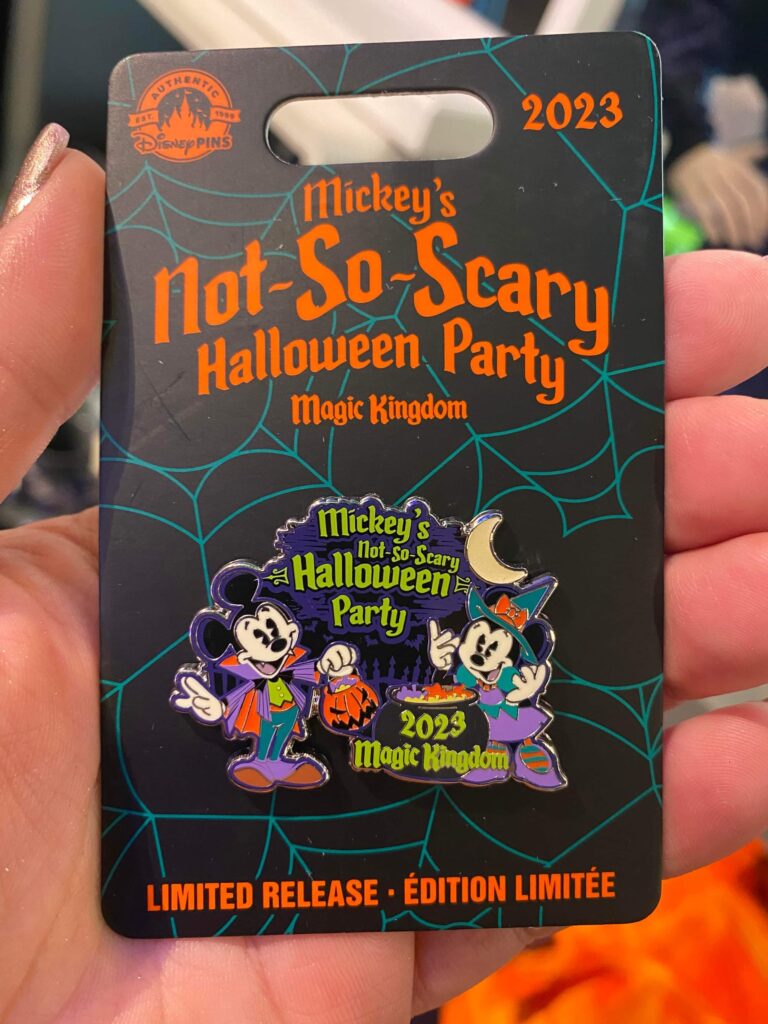 AUTHENTIC
EST. 1999
Disney PINS
2023
Mickey's
Not-So-Scary
Halloween Party
Magic Kingdom
Mickey's
Not-So-Scary
Halloween
Party
2023
Magic Kingdom
LIMITED RELEASE · ÉDITION LIMITÉE